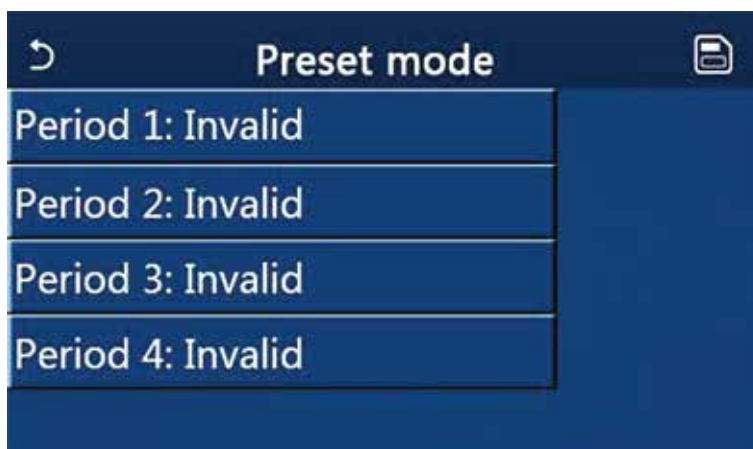 Preset mode
Period 1: Invalid
Period 2: Invalid
Period 3: Invalid
Period 4: Invalid